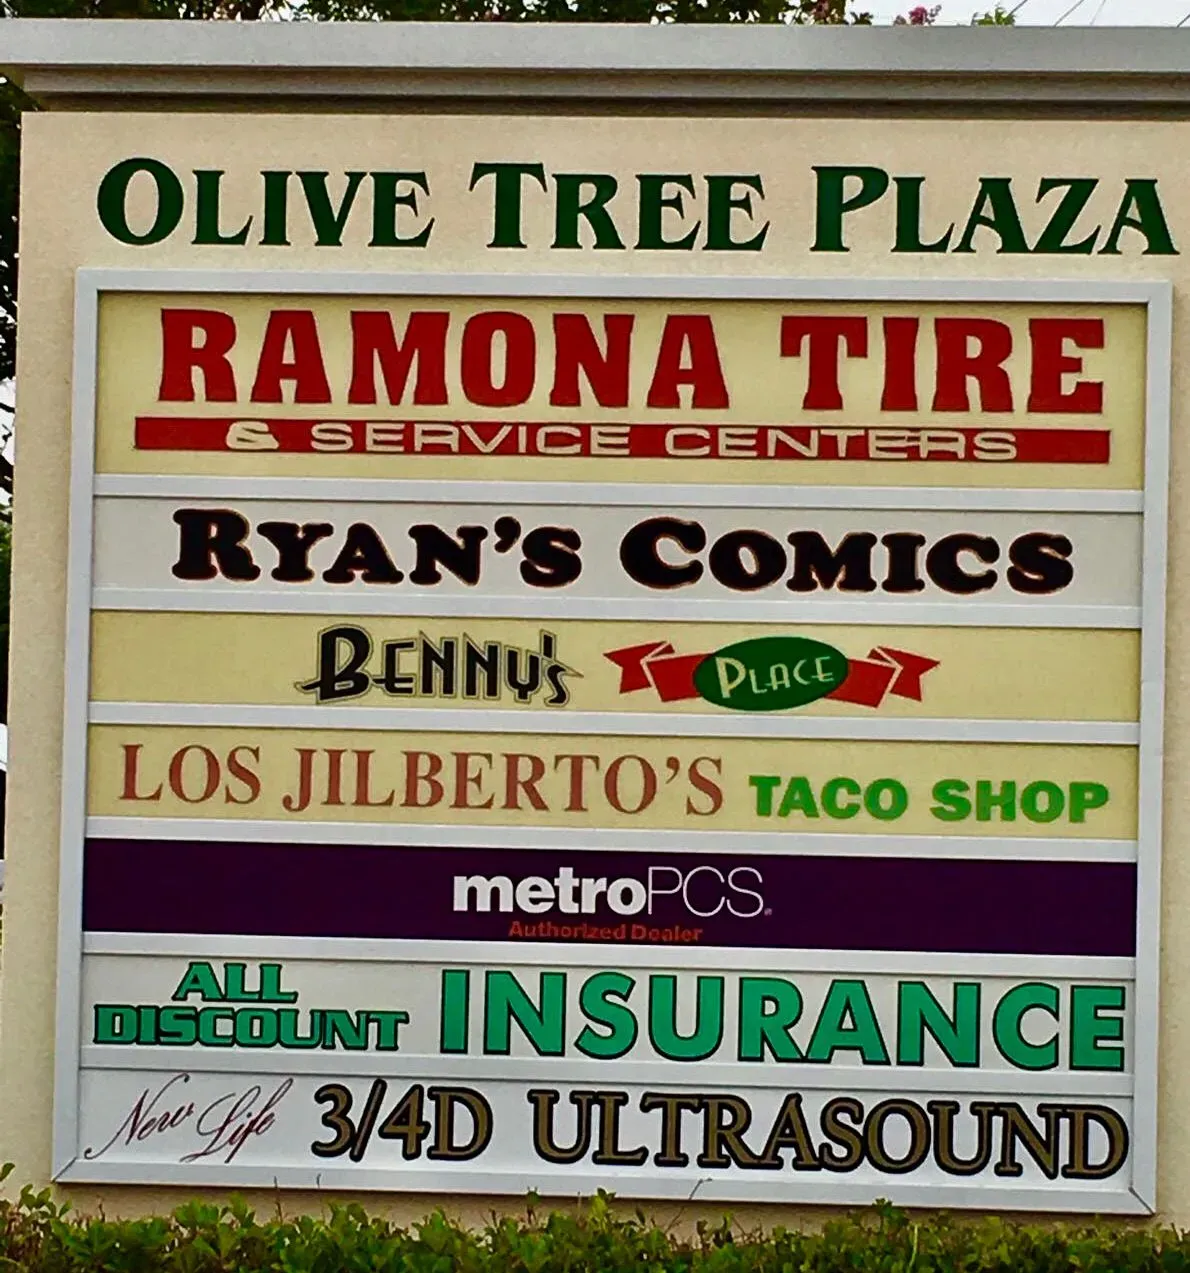 OLIVE TREE PLAZA
RAMONA TIRE
& SERVICE CENTERS
RYAN'S COMICS
BENNY'S PLACE
LOS JILBERTO'S TACO SHOP
metroPCS.
Authorized Dealer
ALL
DISCOUNT INSURANCE
New Life 3/4D ULTRASOUND